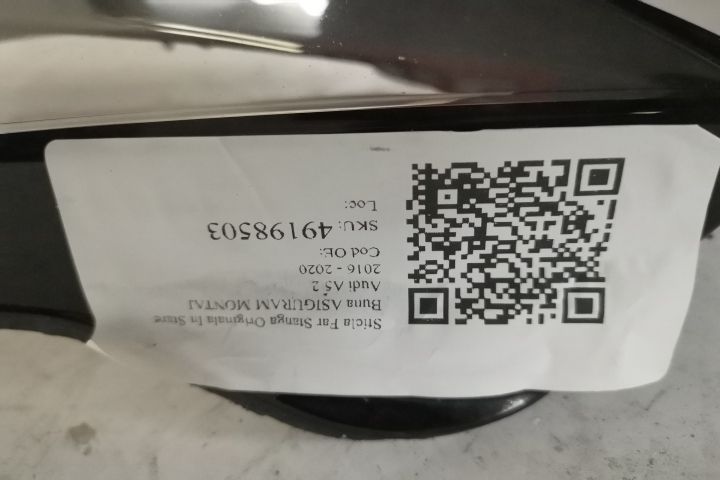 Sticla Far Stanga Originala In Stare
Buna ASIGURAM MONTAJ
Audi A5 2
2016 - 2020
Cod OE:
SKU: 49198503
Loc: